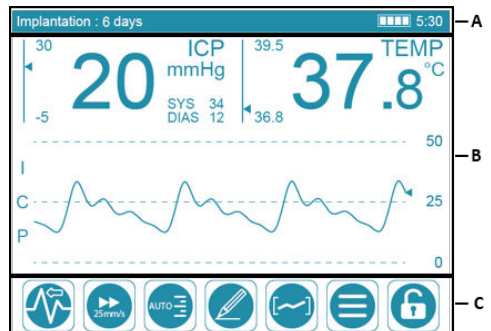 Implantation : 6 days 5:30
A
30 ICP 39.5 TEMP
20 mmHg 37.8 °C
SYS 34
DIAS 12
-5 36.8
50
I
B
C 25
P
0
25mm/s AUTO
C